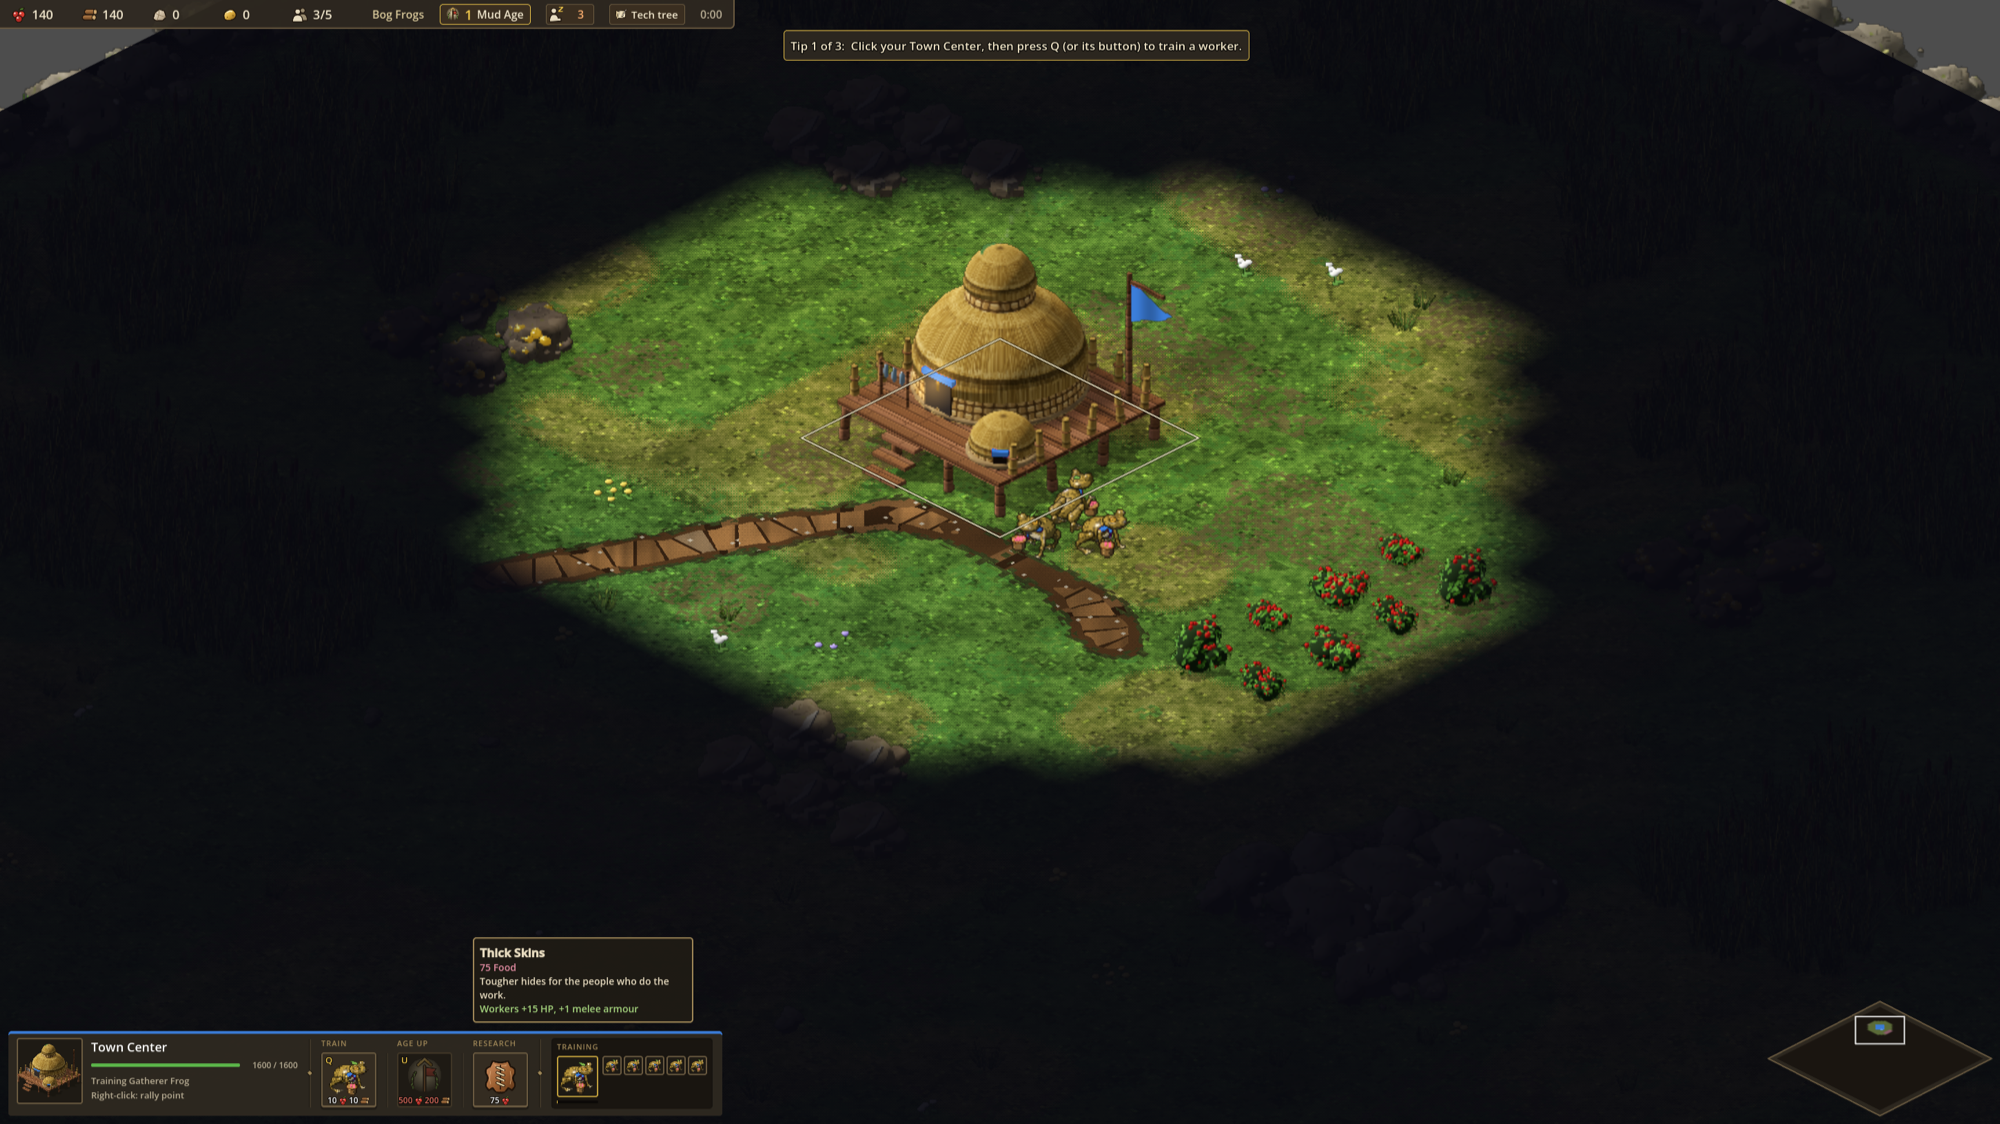 140 140 0 0 3/5 Bog Frogs 1 Mud Age z 3 Tech tree 0:00
Tip 1 of 3: Click your Town Center, then press Q (or its button) to train a worker.
Thick Skins
75 Food
Tougher hides for the people who do the
work.
Workers +15 HP, +1 melee armour
Town Center
1600 / 1600
Training Gatherer Frog
Right-click: rally point
TRAIN
Q
10 10
AGE UP
U
500 200
RESEARCH
75
TRAINING